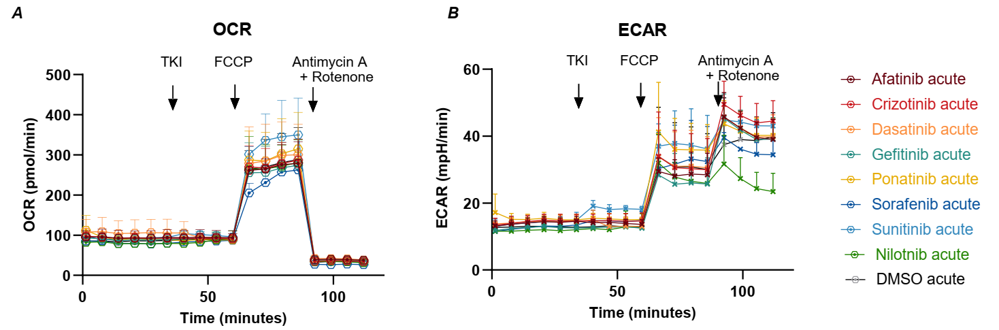 A
OCR
TKI
FCCP
Antimycin A
+ Rotenone
OCR (pmol/min)
500
400
300
200
100
0
0
50
100
Time (minutes)
B
ECAR
TKI
FCCP
Antimycin A
+ Rotenone
ECAR (mpH/min)
60
40
20
0
0
50
100
Time (minutes)
Afatinib acute
Crizotinib acute
Dasatinib acute
Gefitinib acute
Ponatinib acute
Sorafenib acute
Sunitinib acute
Nilotnib acute
DMSO acute